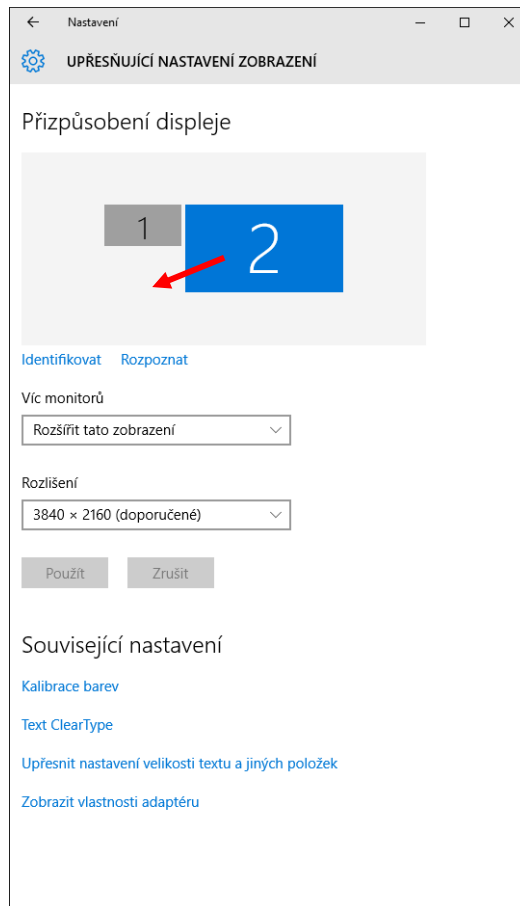 Nastavení
UPŘESŇUJÍCÍ NASTAVENÍ ZOBRAZENÍ
Přizpůsobení displeje
1
2
Identifikovat Rozpoznat
Víc monitorů
Rozšířit tato zobrazení
Rozlišení
3840 × 2160 (doporučené)
Použít Zrušit
Související nastavení
Kalibrace barev
Text ClearType
Upřesnit nastavení velikosti textu a jiných položek
Zobrazit vlastnosti adaptéru